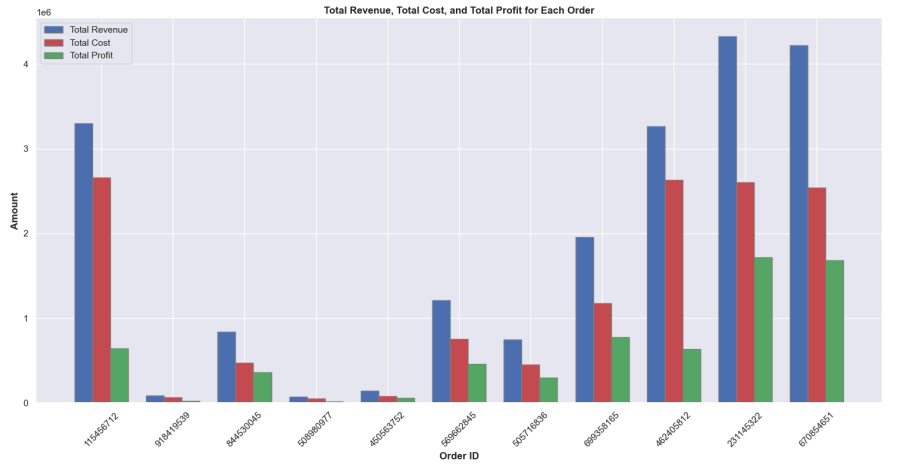 Total Revenue, Total Cost, and Total Profit for Each Order
1e6
Total Revenue
Total Cost
Total Profit
4
3
2
1
0
Amount
115456712
918419539
844530045
508980977
450563752
569662845
505716836
699358165
462405812
231145322
670854651
Order ID